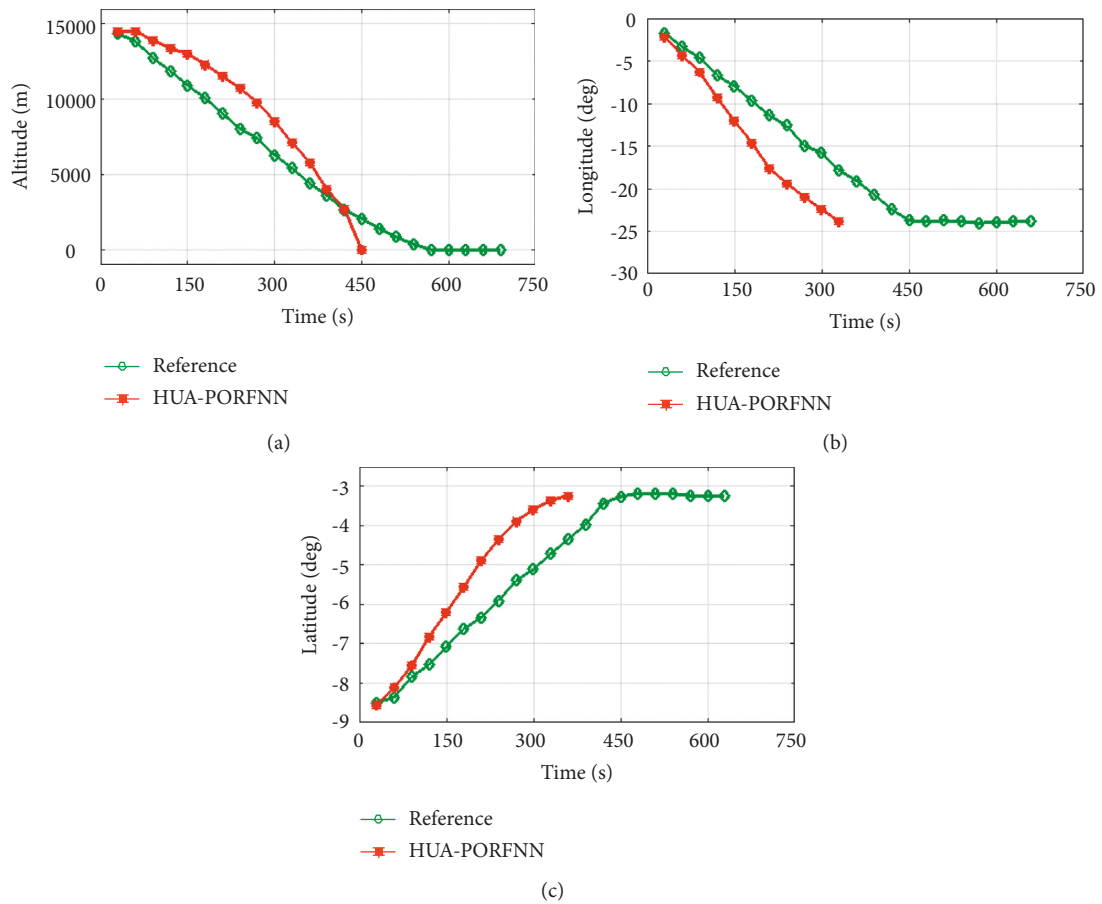 15000
10000
5000
0
Altitude (m)
0 150 300 450 600 750
Time (s)
Reference
HUA-PORFNN
(a)
0
-5
-10
-15
-20
-25
-30
Longitude (deg)
0 150 300 450 600 750
Time (s)
Reference
HUA-PORFNN
(b)
-3
-4
-5
-6
-7
-8
-9
Latitude (deg)
0 150 300 450 600 750
Time (s)
Reference
HUA-PORFNN
(c)